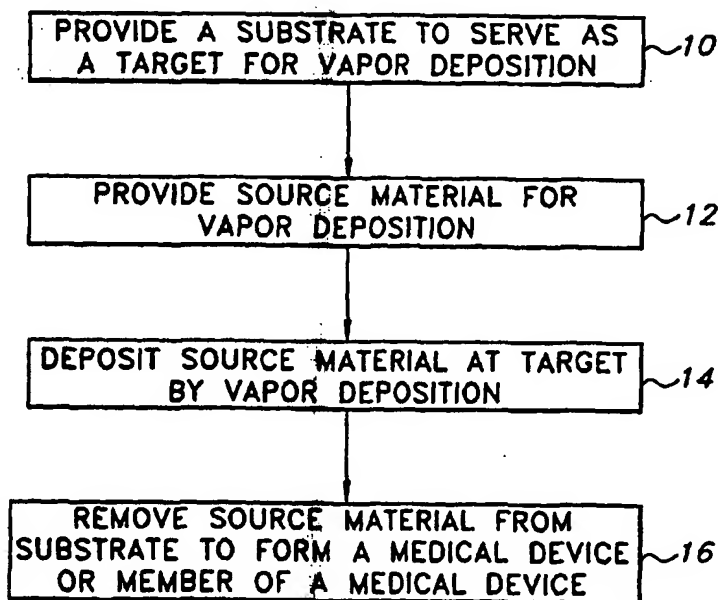 PROVIDE A SUBSTRATE TO SERVE AS
A TARGET FOR VAPOR DEPOSITION
10
PROVIDE SOURCE MATERIAL FOR
VAPOR DEPOSITION
12
DEPOSIT SOURCE MATERIAL AT TARGET
BY VAPOR DEPOSITION
14
REMOVE SOURCE MATERIAL FROM
SUBSTRATE TO FORM A MEDICAL DEVICE
OR MEMBER OF A MEDICAL DEVICE
16